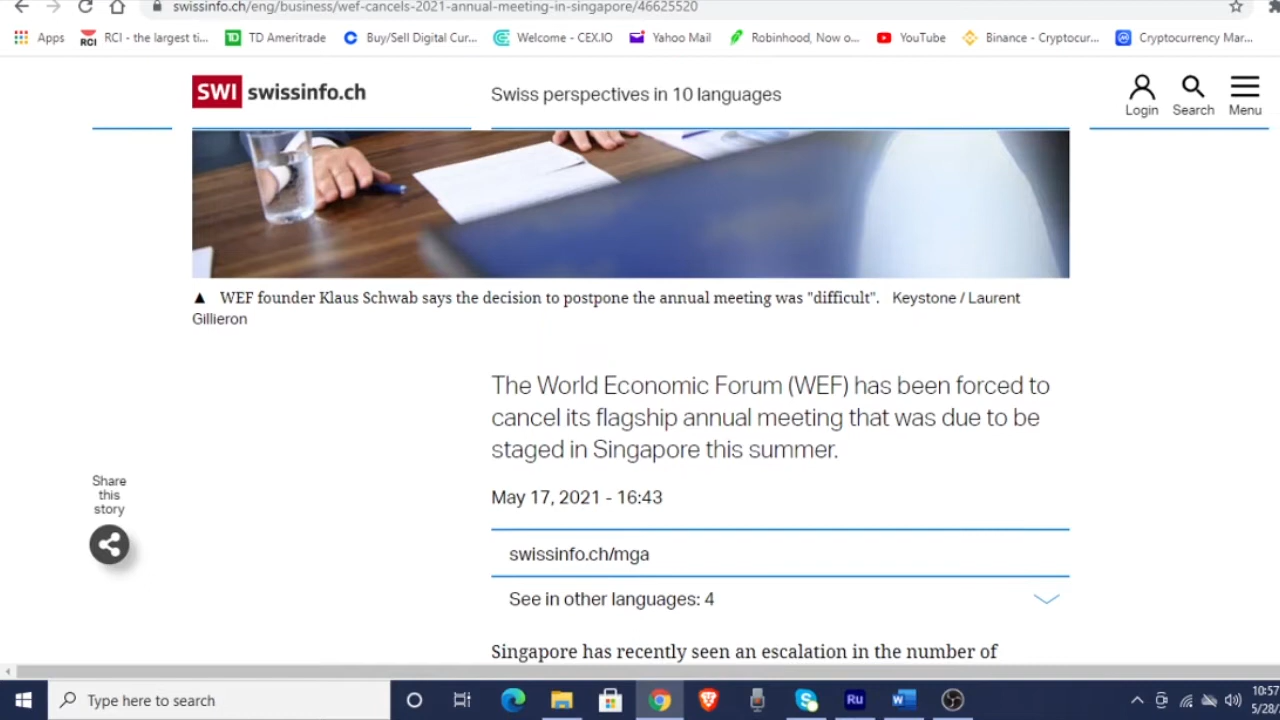 swissinfo.ch/eng/business/wef-cancels-2021-annual-meeting-in-singapore/46625520
Apps RCI RCI - the largest ti... TD TD Ameritrade Buy/Sell Digital Cur... Welcome - CEX.IO Yahoo Mail Robinhood, Now o... YouTube Binance - Cryptocur... Cryptocurrency Mar...
SWI swissinfo.ch Swiss perspectives in 10 languages Login Search Menu
▲ WEF founder Klaus Schwab says the decision to postpone the annual meeting was "difficult". Keystone / Laurent
Gillieron
The World Economic Forum (WEF) has been forced to
cancel its flagship annual meeting that was due to be
staged in Singapore this summer.
Share
this
story
May 17, 2021 - 16:43
swissinfo.ch/mga
See in other languages: 4
Singapore has recently seen an escalation in the number of
Type here to search Ru W 10:57
5/28/